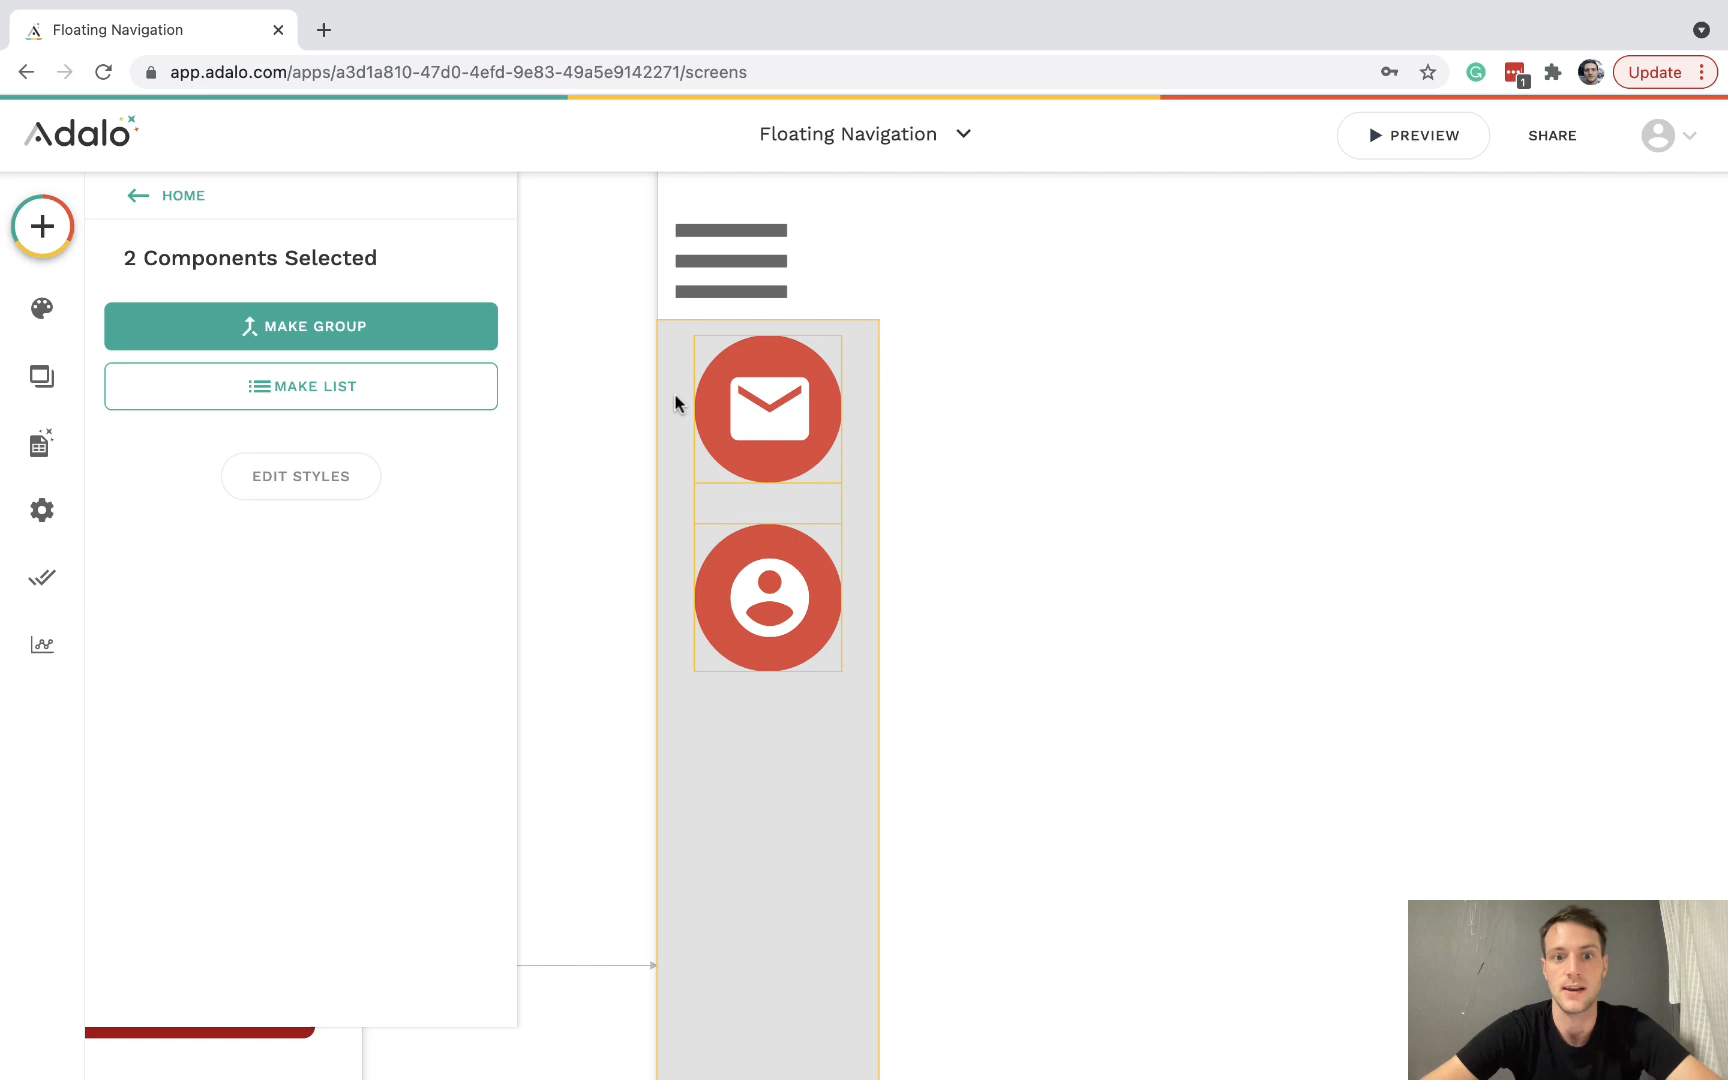 Floating Navigation
app.adalo.com/apps/a3d1a810-47d0-4efd-9e83-49a5e9142271/screens
1
Update
Adalo
Floating Navigation
PREVIEW
SHARE
HOME
2 Components Selected
MAKE GROUP
MAKE LIST
EDIT STYLES